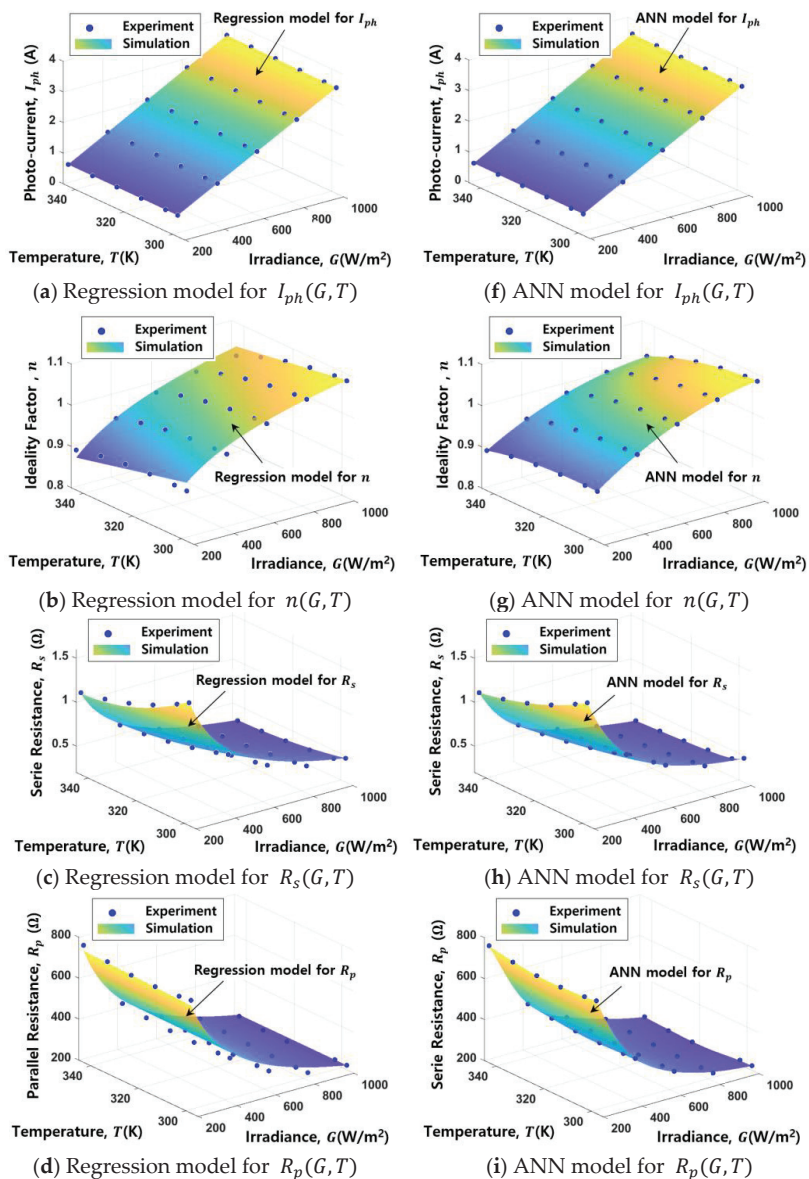 Experiment
Simulation
Regression model for I_ph
Photo-current, I_ph (A)
4
3
2
1
0
340
320
300
Temperature, T(K)
200
400
600
800
1000
Irradiance, G(W/m²)
(a) Regression model for I_ph(G,T)
Experiment
Simulation
ANN model for I_ph
Photo-current, I_ph (A)
4
3
2
1
0
340
320
300
Temperature, T(K)
200
400
600
800
1000
Irradiance, G(W/m²)
(f) ANN model for I_ph(G,T)
Experiment
Simulation
Regression model for n
Ideality Factor , n
1.1
1
0.9
0.8
340
320
300
Temperature, T(K)
200
400
600
800
1000
Irradiance, G(W/m²)
(b) Regression model for n(G,T)
Experiment
Simulation
ANN model for n
Ideality Factor , n
1.1
1
0.9
0.8
340
320
300
Temperature, T(K)
200
400
600
800
1000
Irradiance, G(W/m²)
(g) ANN model for n(G,T)
Experiment
Simulation
Regression model for R_s
Serie Resistance, R_s (Ω)
1.5
1
0.5
340
320
300
Temperature, T(K)
200
400
600
800
1000
Irradiance, G(W/m²)
(c) Regression model for R_s(G,T)
Experiment
Simulation
ANN model for R_s
Serie Resistance, R_s (Ω)
1.5
1
0.5
340
320
300
Temperature, T(K)
200
400
600
800
1000
Irradiance, G(W/m²)
(h) ANN model for R_s(G,T)
Experiment
Simulation
Regression model for R_p
Parallel Resistance, R_p (Ω)
800
600
400
200
340
320
300
Temperature, T(K)
200
400
600
800
1000
Irradiance, G(W/m²)
(d) Regression model for R_p(G,T)
Experiment
Simulation
ANN model for R_p
Serie Resistance, R_p (Ω)
800
600
400
200
340
320
300
Temperature, T(K)
200
400
600
800
1000
Irradiance, G(W/m²)
(i) ANN model for R_p(G,T)